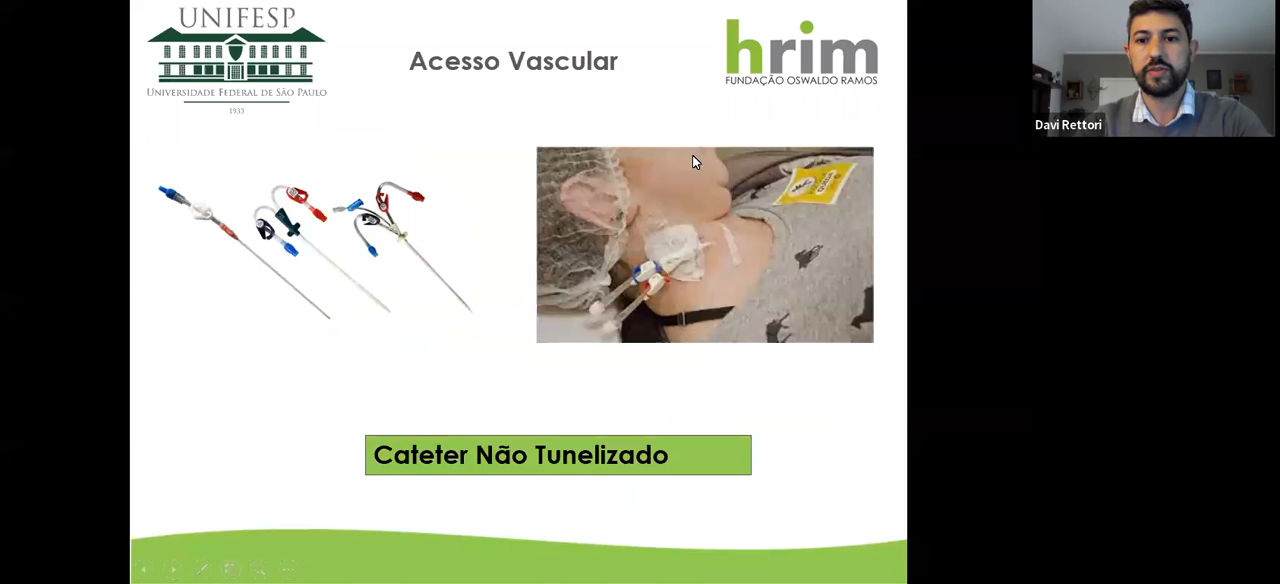 UNIFESP
UNIVERSIDADE FEDERAL DE SÃO PAULO
1933
Acesso Vascular
hrim
FUNDAÇÃO OSWALDO RAMOS
Davi Rettori
Cateter Não Tunelizado